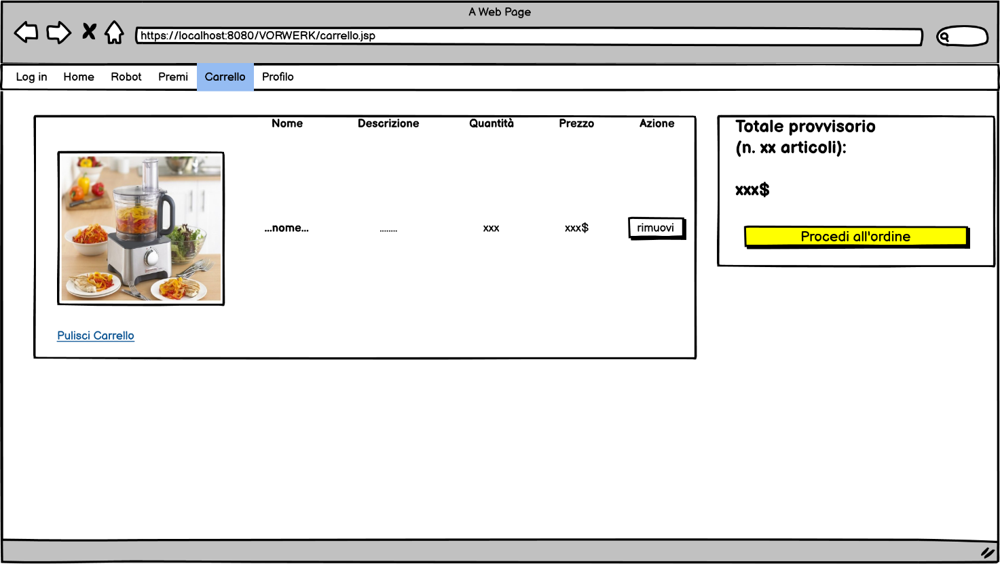 A Web Page
https://localhost:8080/VORWERK/carrello.jsp
Log in Home Robot Premi Carrello Profilo
Nome Descrizione Quantità Prezzo Azione
...nome... ........ xxx xxx$ rimuovi
Pulisci Carrello
Totale provvisorio
(n. xx articoli):
xxx$
Procedi all'ordine